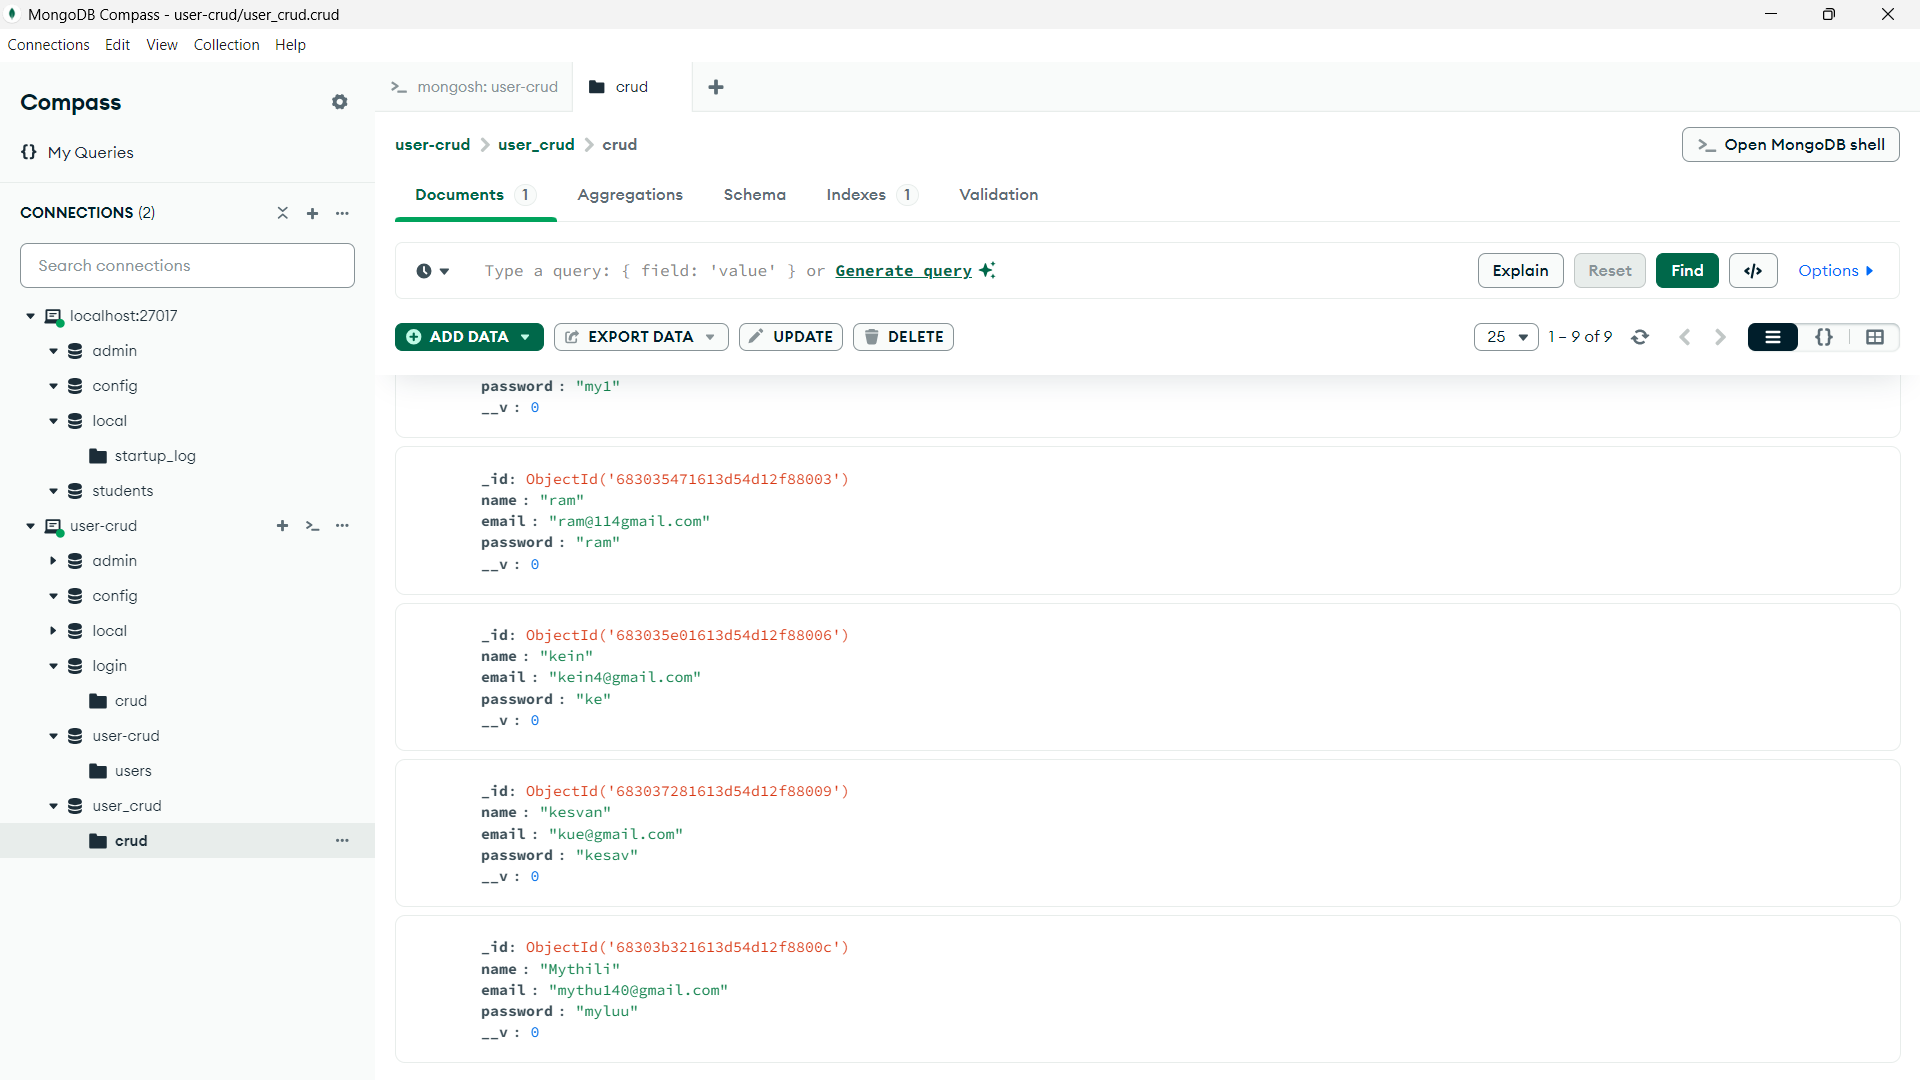 MongoDB Compass - user-crud/user_crud.crud
Connections Edit View Collection Help
Compass
{} My Queries
CONNECTIONS (2)
Search connections
localhost:27017
admin
config
local
startup_log
students
user-crud
admin
config
local
login
crud
user-crud
users
user_crud
crud
>_ mongosh: user-crud
crud
user-crud > user_crud > crud
>_ Open MongoDB shell
Documents 1 Aggregations Schema Indexes 1 Validation
Type a query: { field: 'value' } or Generate query
Explain Reset Find </> Options
ADD DATA EXPORT DATA UPDATE DELETE
25 1 – 9 of 9 {}
password : "my1"
__v : 0
_id: ObjectId('683035471613d54d12f88003')
name : "ram"
email : "ram@114gmail.com"
password : "ram"
__v : 0
_id: ObjectId('683035e01613d54d12f88006')
name : "kein"
email : "kein4@gmail.com"
password : "ke"
__v : 0
_id: ObjectId('683037281613d54d12f88009')
name : "kesvan"
email : "kue@gmail.com"
password : "kesav"
__v : 0
_id: ObjectId('68303b321613d54d12f8800c')
name : "Mythili"
email : "mythu140@gmail.com"
password : "myluu"
__v : 0